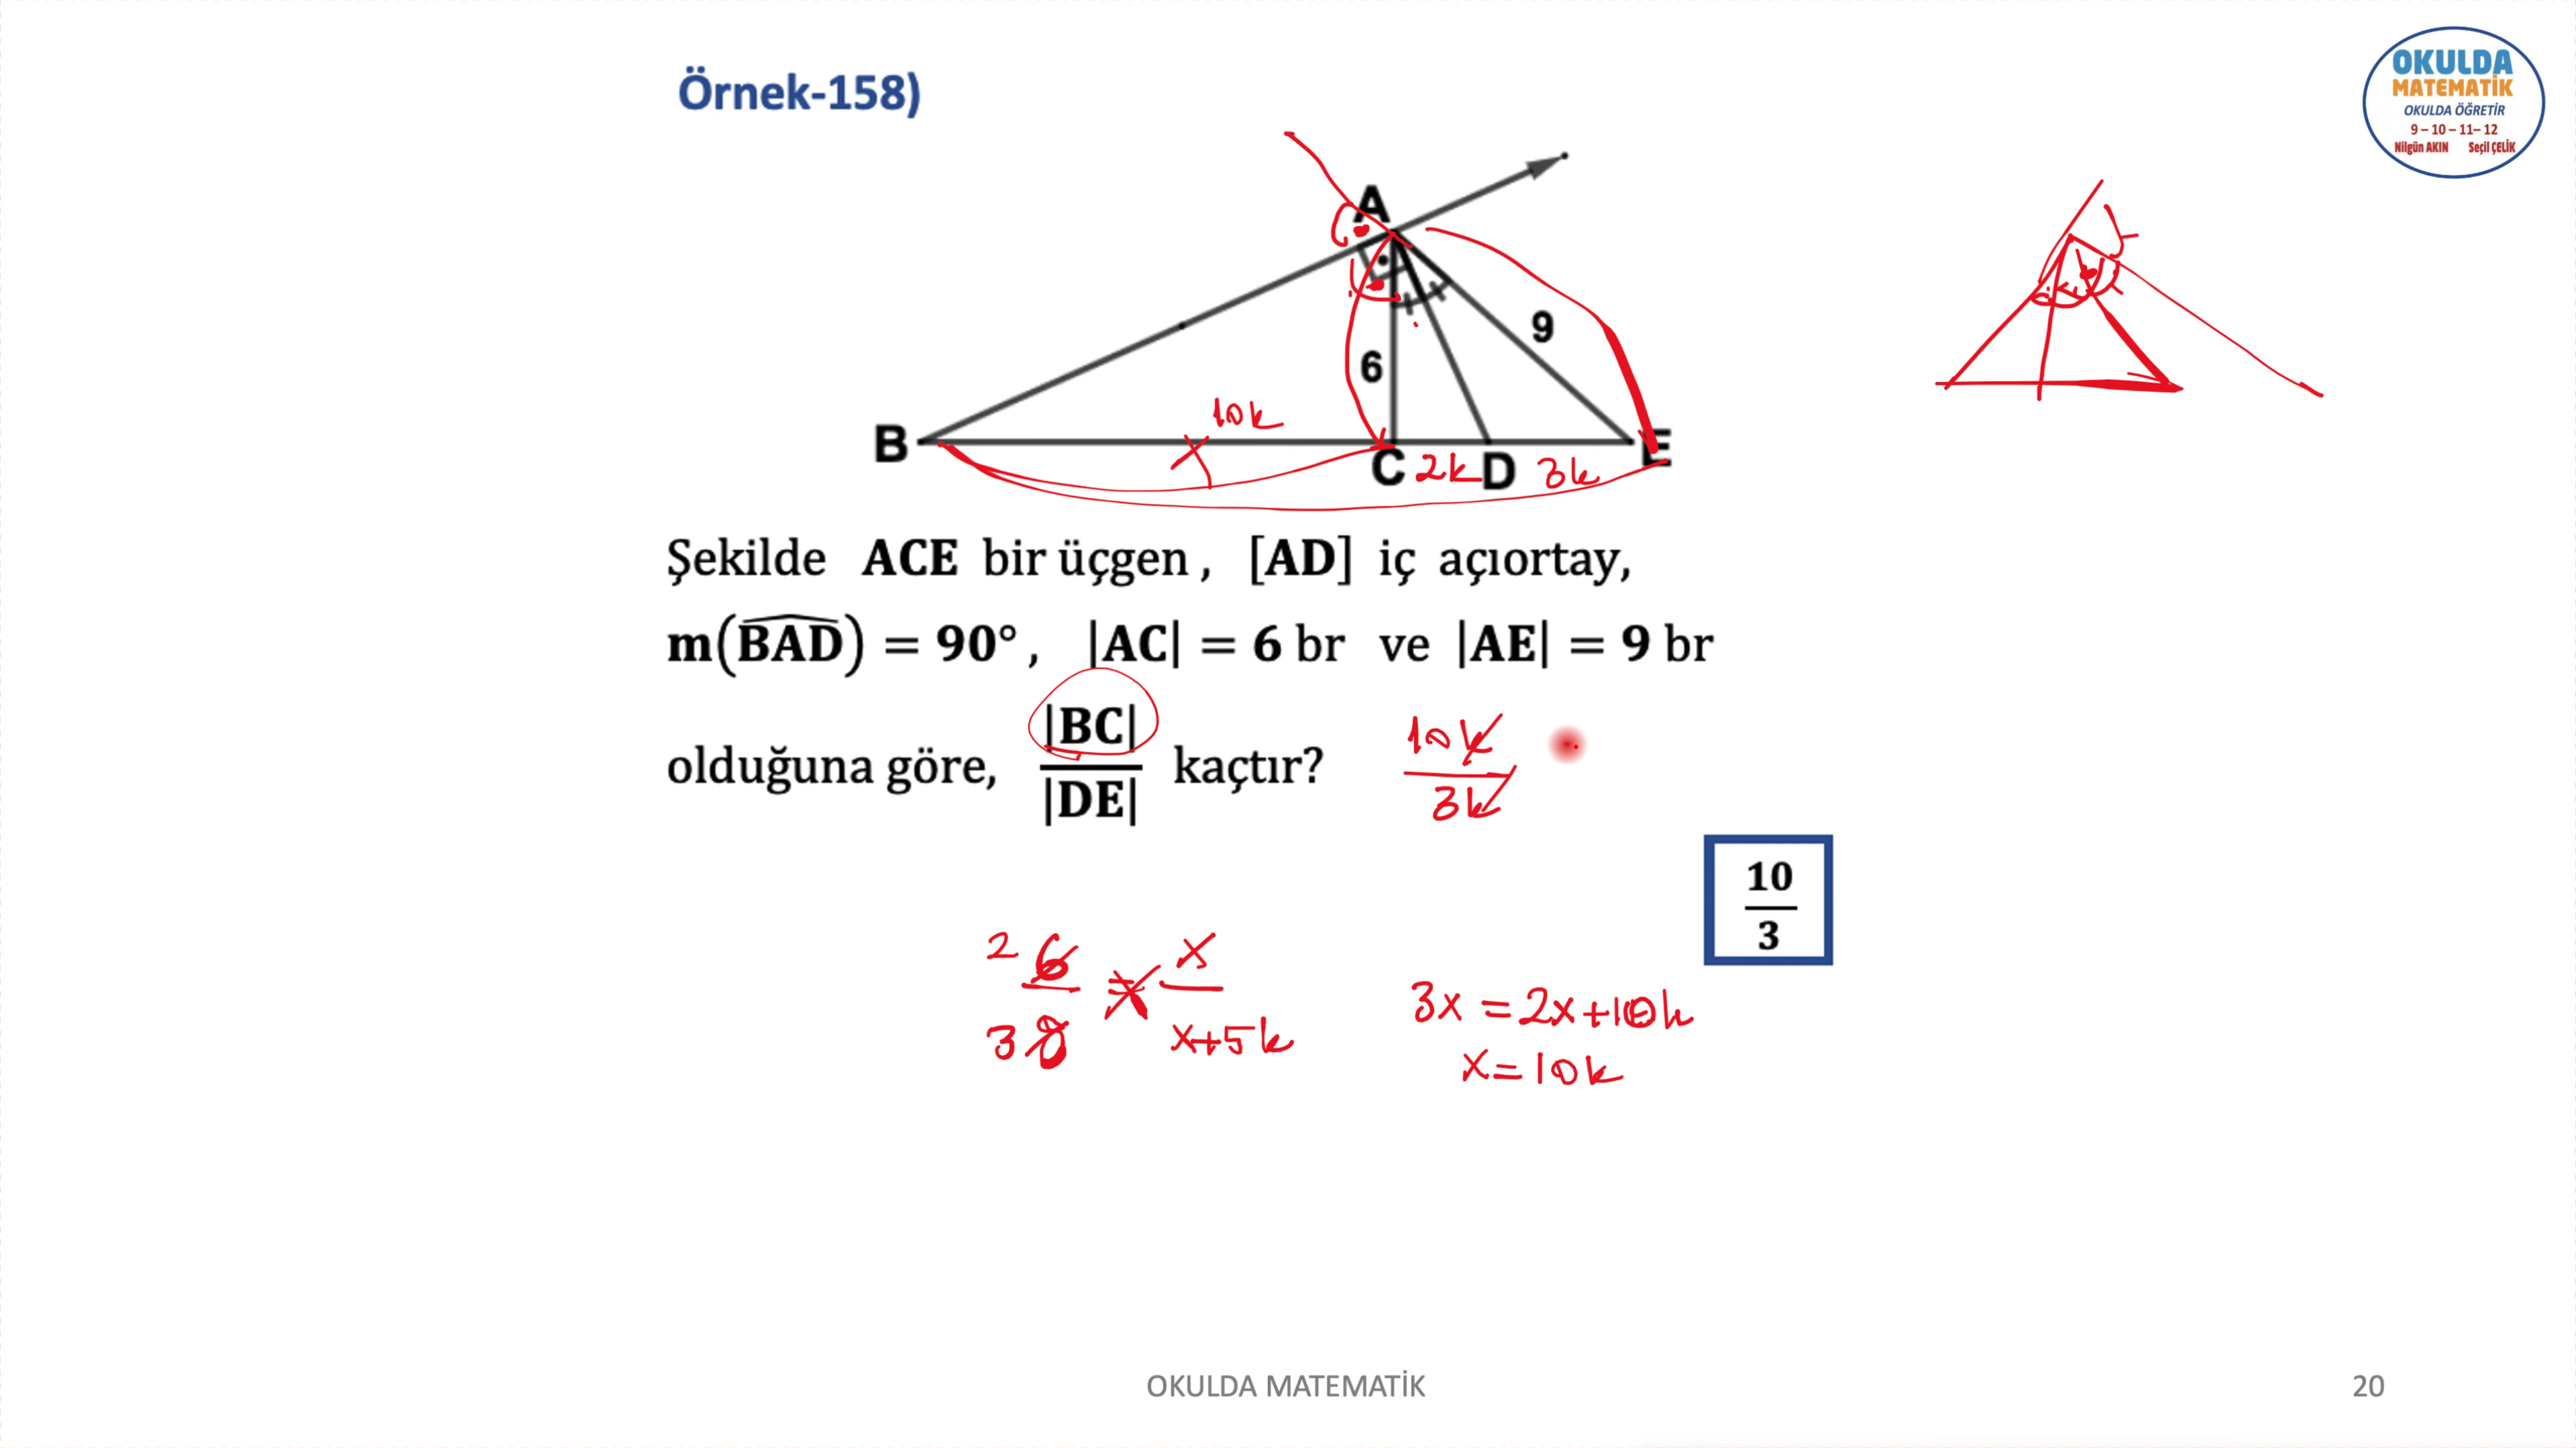 Örnek-158)
OKULDA
MATEMATİK
OKULDA ÖĞRETİR
9 – 10 – 11– 12
Nilgün AKIN Seçil ÇELİK
A
9
6
10k
B
x
C 2k D 3k E
Şekilde ACE bir üçgen , [AD] iç açıortay,
m(BAD) = 90° , |AC| = 6 br ve |AE| = 9 br
olduğuna göre, |BC| / |DE| kaçtır? 10k / 3k
10 / 3
2 6 / 3 9 = x / x+5k
3x = 2x+10k
x = 10k
OKULDA MATEMATİK
20